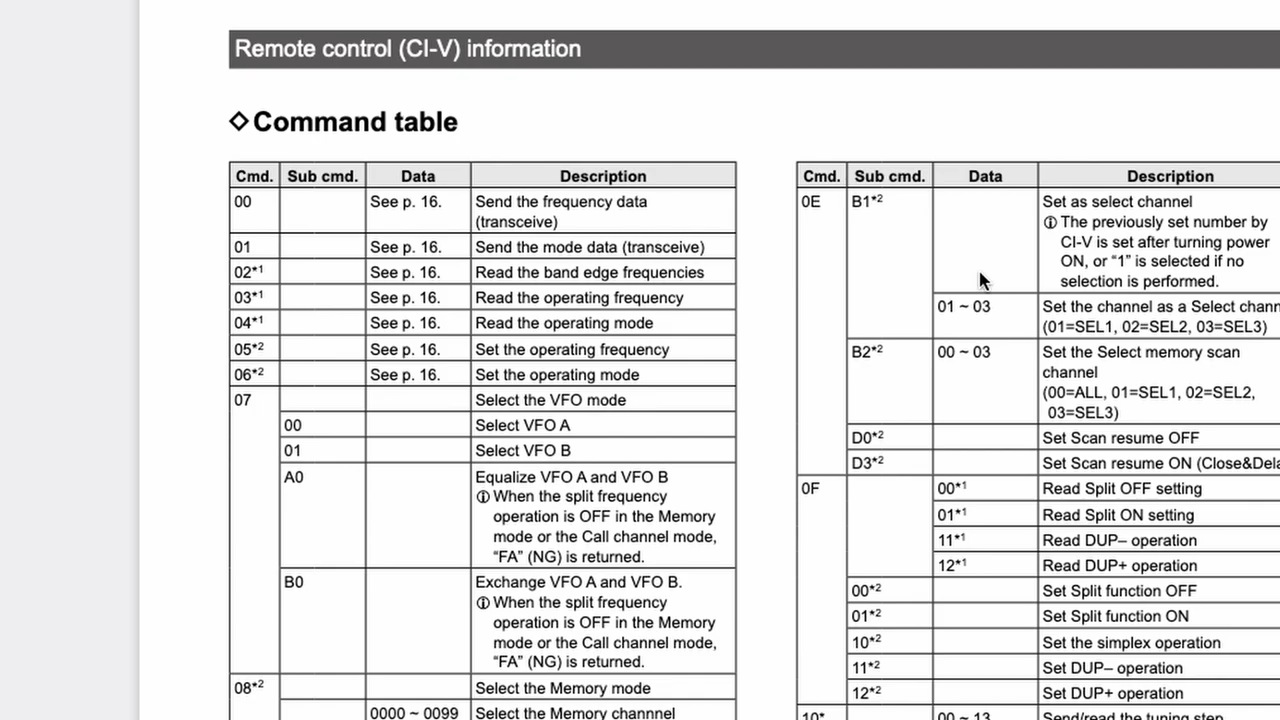 Remote control (CI-V) information
◇Command table
Cmd. Sub cmd. Data Description
00 See p. 16. Send the frequency data
(transceive)
01 See p. 16. Send the mode data (transceive)
02*1 See p. 16. Read the band edge frequencies
03*1 See p. 16. Read the operating frequency
04*1 See p. 16. Read the operating mode
05*2 See p. 16. Set the operating frequency
06*2 See p. 16. Set the operating mode
07 Select the VFO mode
00 Select VFO A
01 Select VFO B
A0 Equalize VFO A and VFO B
ⓘ When the split frequency
operation is OFF in the Memory
mode or the Call channel mode,
“FA” (NG) is returned.
B0 Exchange VFO A and VFO B.
ⓘ When the split frequency
operation is OFF in the Memory
mode or the Call channel mode,
“FA” (NG) is returned.
08*2 Select the Memory mode
0000 ~ 0099 Select the Memory channnel
Cmd. Sub cmd. Data Description
0E B1*2 Set as select channel
ⓘ The previously set number by
CI-V is set after turning power
ON, or “1” is selected if no
selection is performed.
01 ~ 03 Set the channel as a Select chann
(01=SEL1, 02=SEL2, 03=SEL3)
B2*2 00 ~ 03 Set the Select memory scan
channel
(00=ALL, 01=SEL1, 02=SEL2,
03=SEL3)
D0*2 Set Scan resume OFF
D3*2 Set Scan resume ON (Close&Dela
0F 00*1 Read Split OFF setting
01*1 Read Split ON setting
11*1 Read DUP– operation
12*1 Read DUP+ operation
00*2 Set Split function OFF
01*2 Set Split function ON
10*2 Set the simplex operation
11*2 Set DUP– operation
12*2 Set DUP+ operation
10* 00 ~ 13 Send/read the tuning step